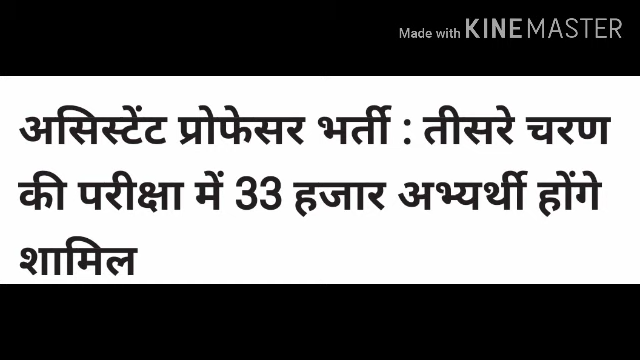 Made with KINEMASTER
असिस्टेंट प्रोफेसर भर्ती : तीसरे चरण
की परीक्षा में 33 हजार अभ्यर्थी होंगे
शामिल